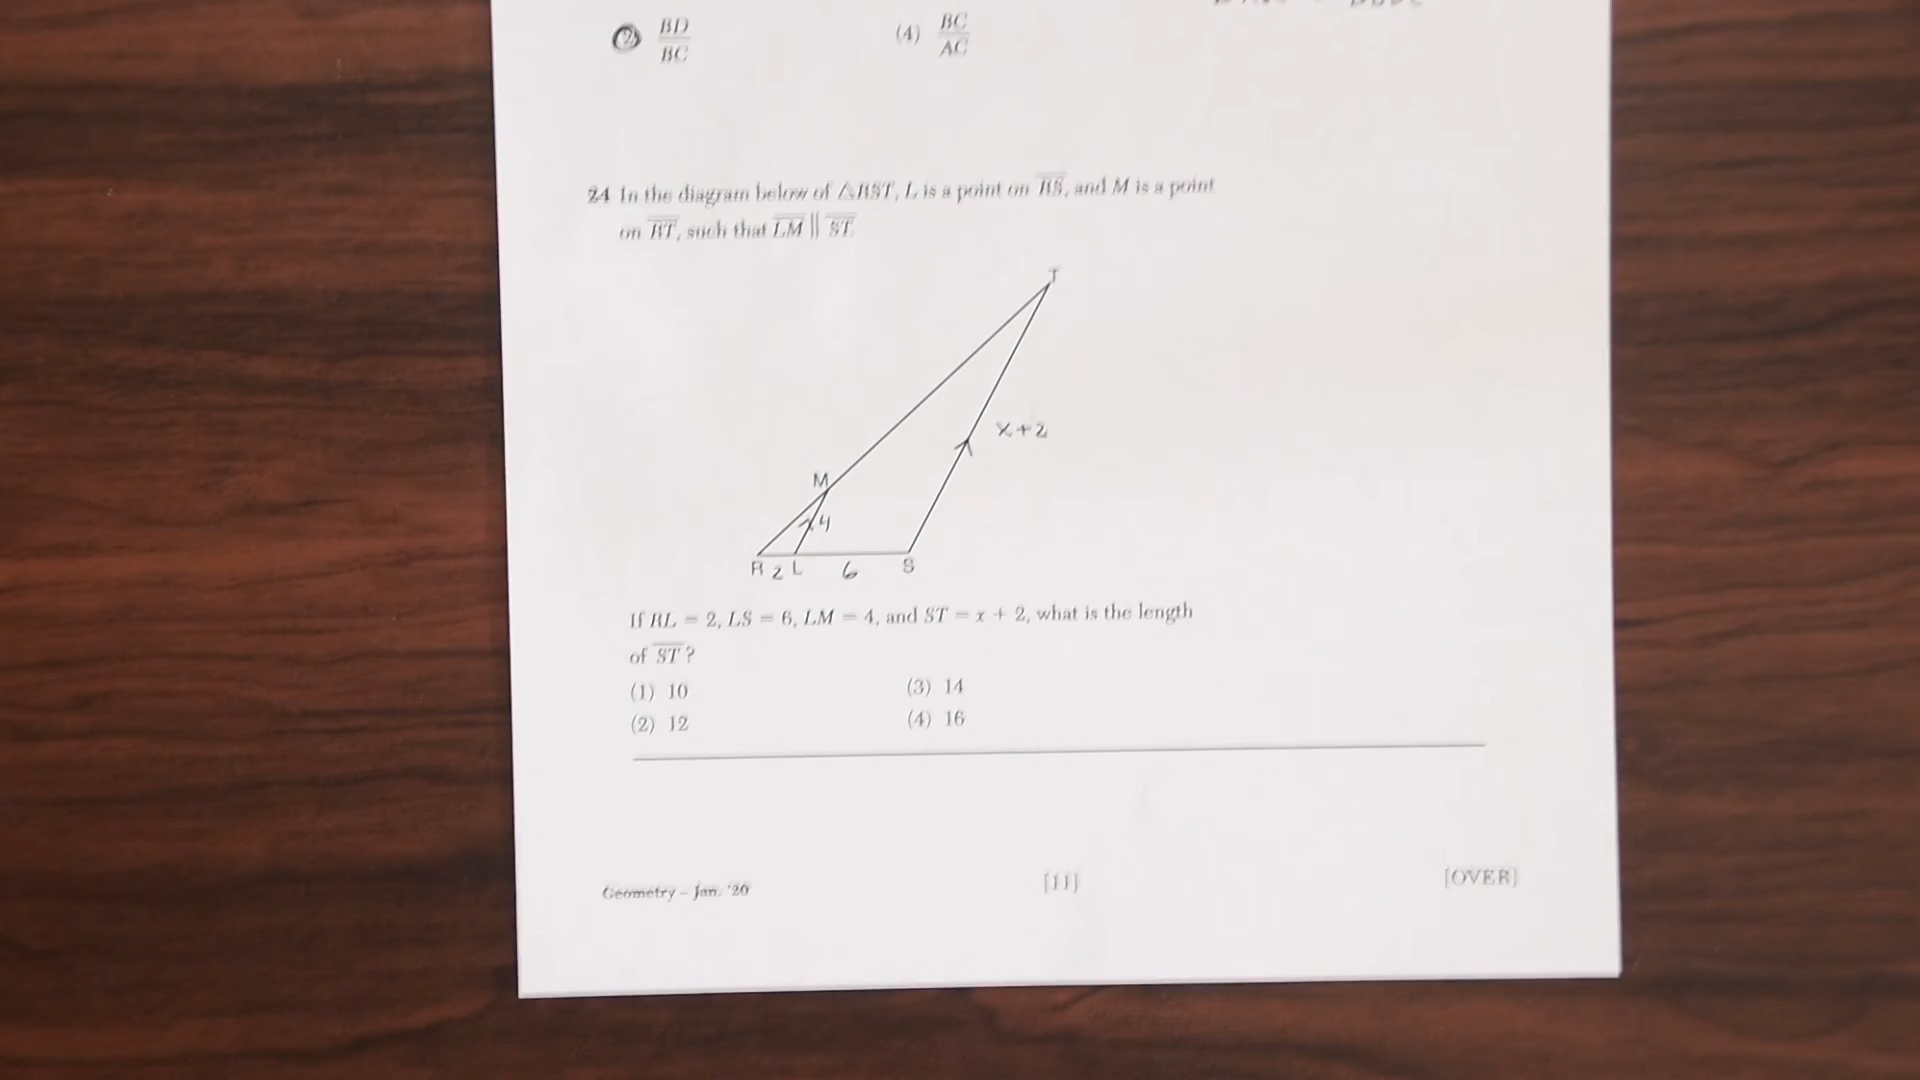 (2) BD/BC (4) BC/AC
24 In the diagram below of △RST, L is a point on RS, and M is a point
on RT, such that LM ∥ ST
T
x+2
M
4
R 2 L 6 S
If RL = 2, LS = 6, LM = 4, and ST = x + 2, what is the length
of ST?
(1) 10 (3) 14
(2) 12 (4) 16
Geometry – Jan. '20 [11] [OVER]